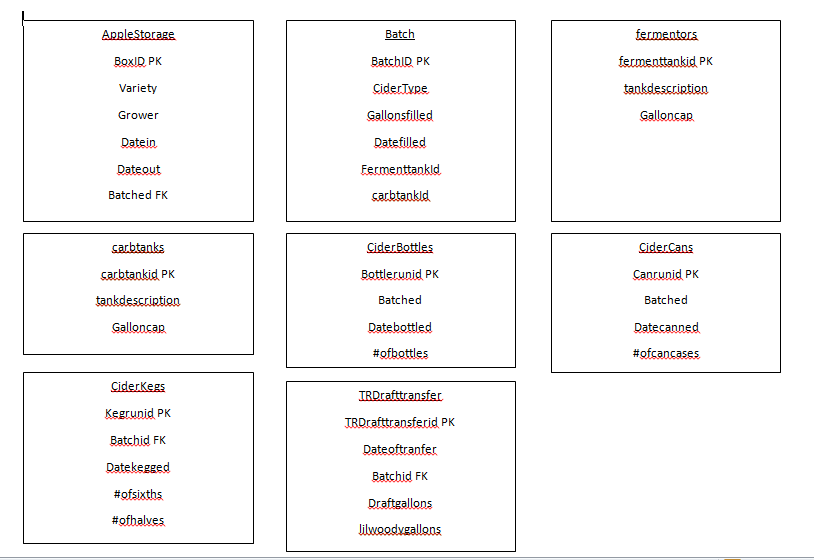 AppleStorage
BoxID PK
Variety
Grower
Datein
Dateout
Batched FK
Batch
BatchID PK
CiderType
Gallonsfilled
Datefilled
FermenttankId
carbtankId
fermentors
fermenttankid PK
tankdescription
Galloncap
carbtanks
carbtankid PK
tankdescription
Galloncap
CiderBottles
Bottlerunid PK
Batched
Datebottled
#ofbottles
CiderCans
Canrunid PK
Batched
Datecanned
#ofcancases
CiderKegs
Kegrunid PK
Batchid FK
Datekegged
#ofsixths
#ofhalves
TRDrafttransfer
TRDrafttransferid PK
Dateoftranfer
Batchid FK
Draftgallons
lilwoodygallons